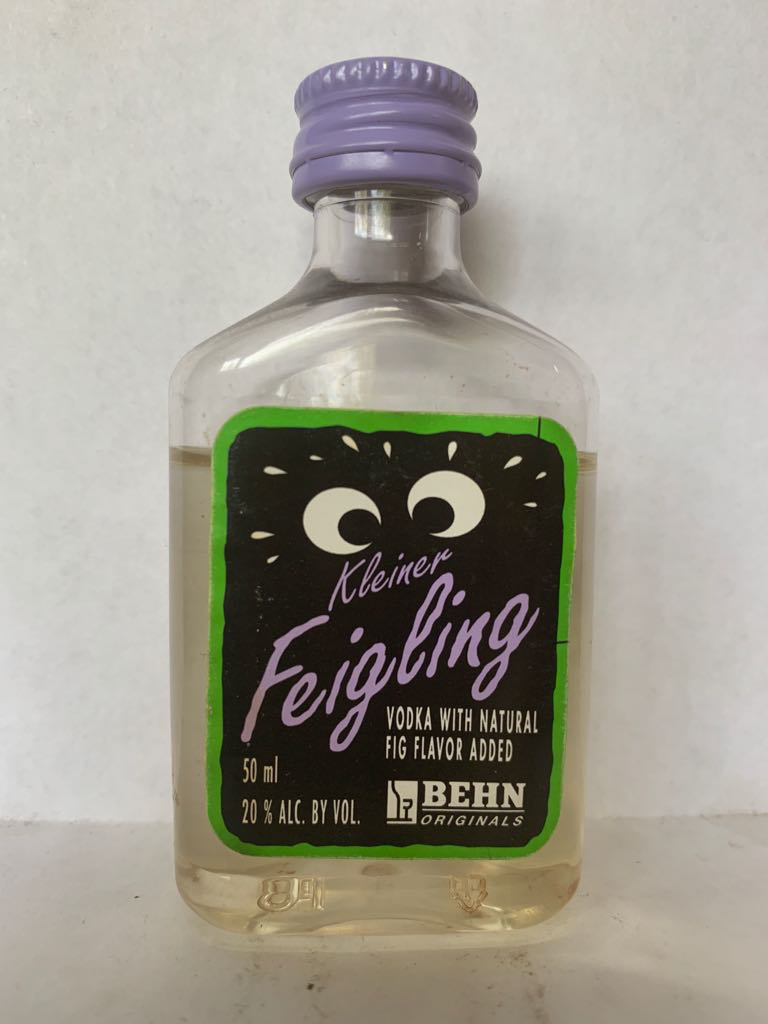 Kleiner
Feigling
VODKA WITH NATURAL
FIG FLAVOR ADDED
50 ml
20 % ALC. BY VOL.
BEHN
ORIGINALS